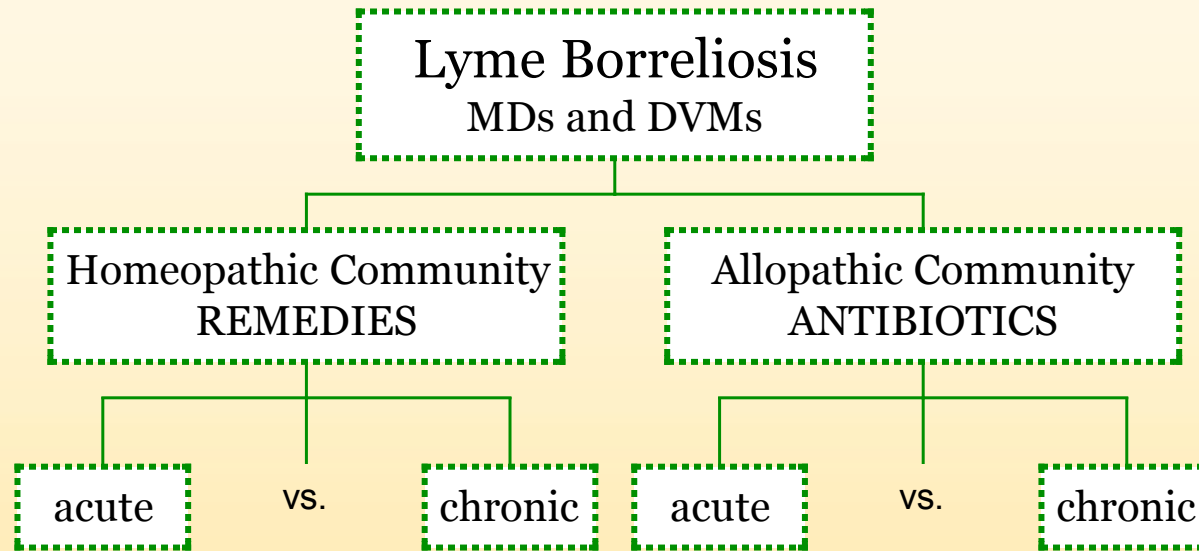 Lyme Borreliosis
MDs and DVMs
Homeopathic Community
REMEDIES
Allopathic Community
ANTIBIOTICS
acute
vs.
chronic
acute
vs.
chronic